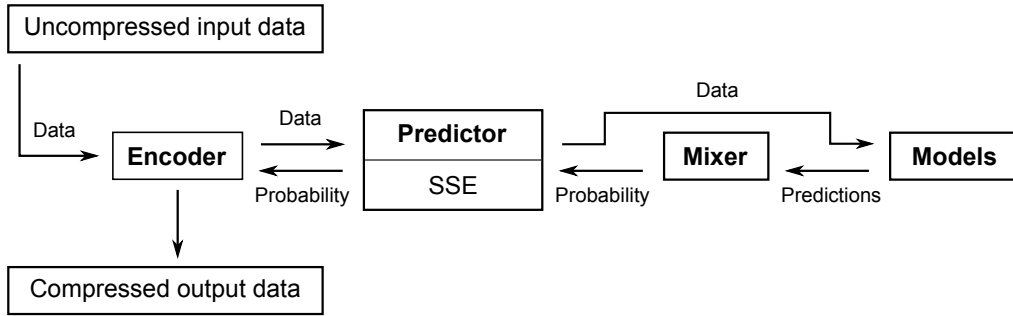 Uncompressed input data
Data
Data
Data
Encoder
Predictor
Mixer
Models
SSE
Probability
Probability
Predictions
Compressed output data